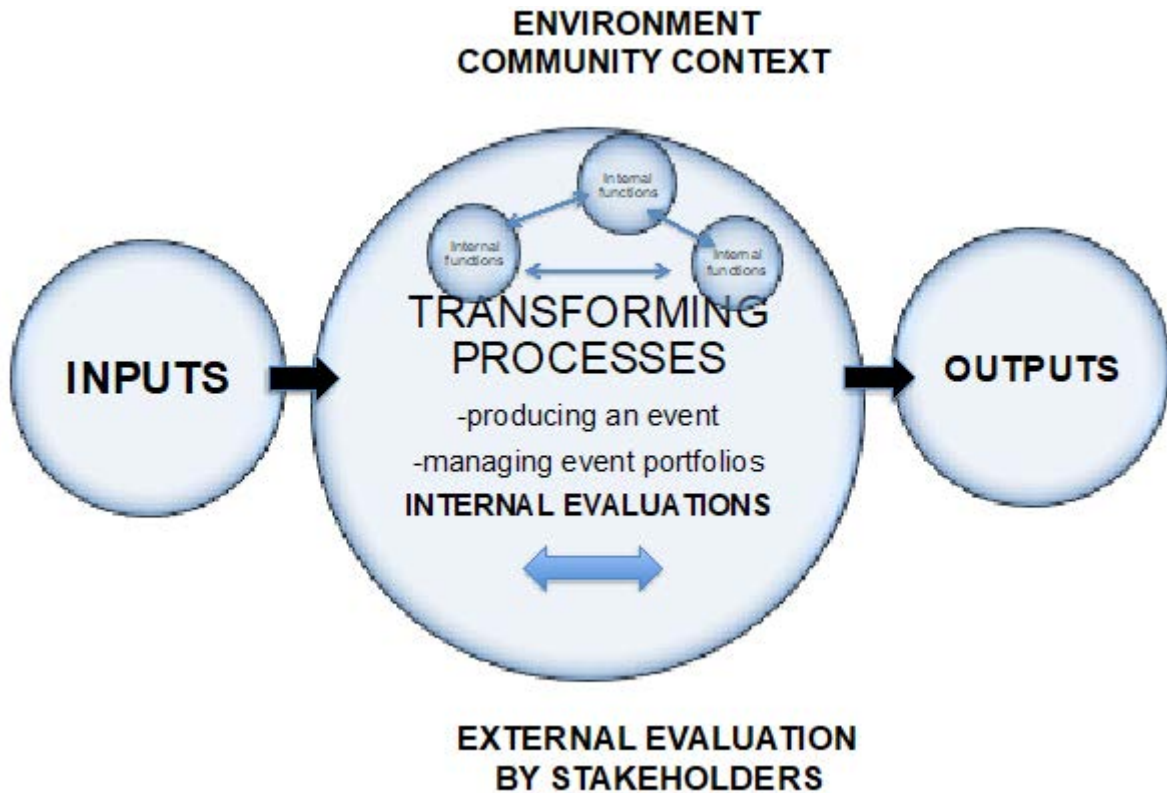 ENVIRONMENT
COMMUNITY CONTEXT
Internal
functions
Internal
functions
Internal
functions
TRANSFORMING
PROCESSES
-producing an event
-managing event portfolios
INTERNAL EVALUATIONS
INPUTS
OUTPUTS
EXTERNAL EVALUATION
BY STAKEHOLDERS